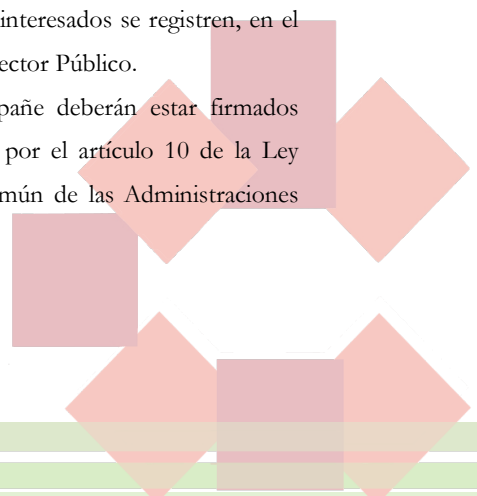 interesados se registren, en el
ector Público.
pañe deberán estar firmados
por el artículo 10 de la Ley
mún de las Administraciones